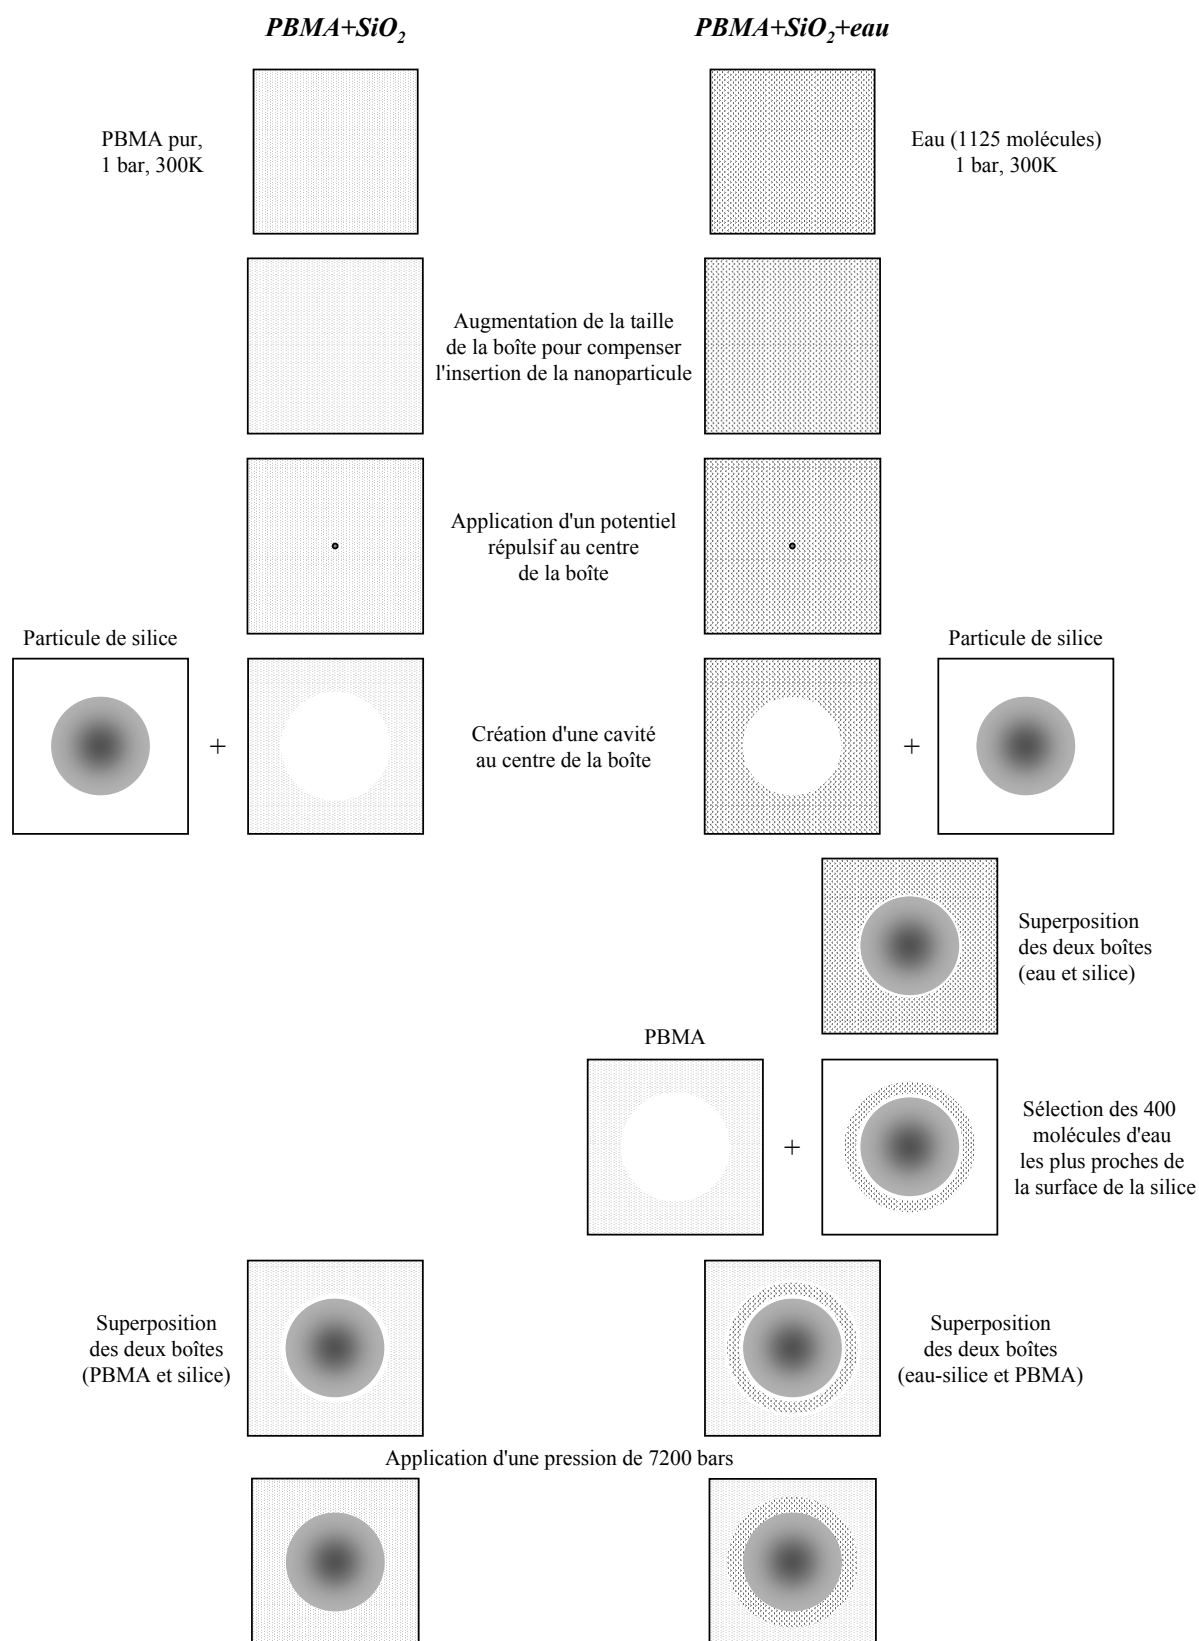 PBMA+SiO2
PBMA+SiO2+eau
PBMA pur,
1 bar, 300K
Eau (1125 molécules)
1 bar, 300K
Augmentation de la taille
de la boîte pour compenser
l'insertion de la nanoparticule
Application d'un potentiel
répulsif au centre
de la boîte
Particule de silice
Particule de silice
+
Création d'une cavité
au centre de la boîte
+
Superposition
des deux boîtes
(eau et silice)
PBMA
+
Sélection des 400
molécules d'eau
les plus proches de
la surface de la silice
Superposition
des deux boîtes
(PBMA et silice)
Superposition
des deux boîtes
(eau-silice et PBMA)
Application d'une pression de 7200 bars